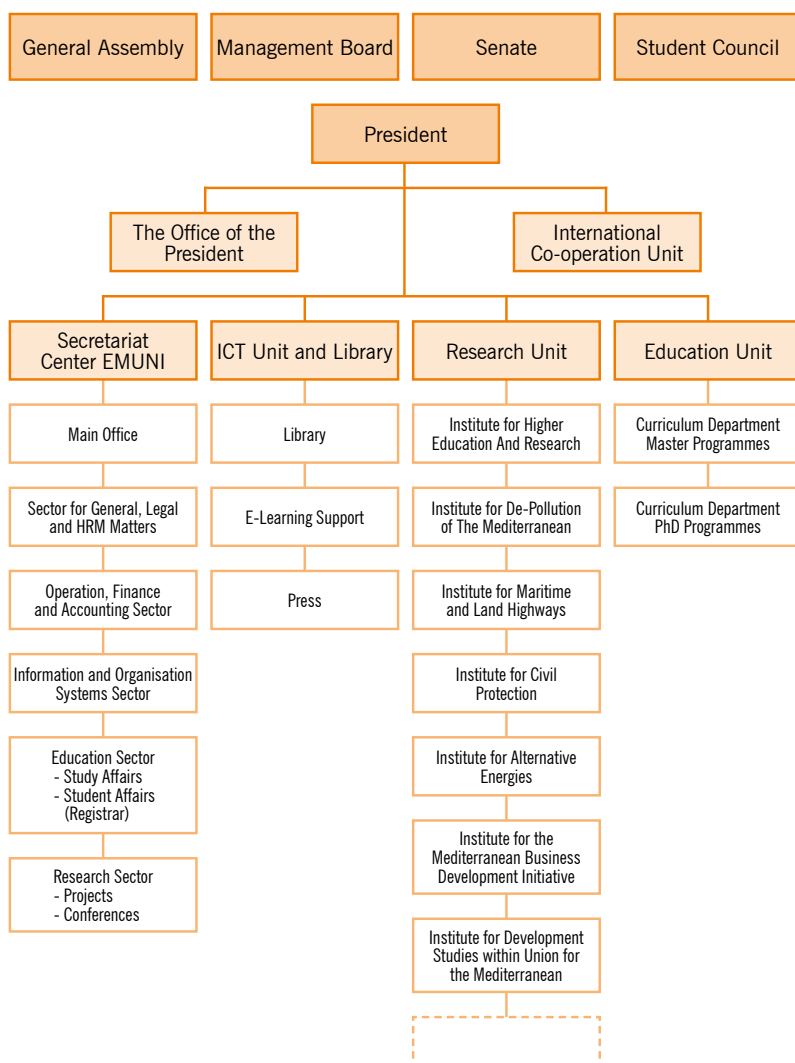 General Assembly
Management Board
Senate
Student Council
President
The Office of the
President
International
Co-operation Unit
Secretariat
Center EMUNI
ICT Unit and Library
Research Unit
Education Unit
Main Office
Sector for General, Legal
and HRM Matters
Operation, Finance
and Accounting Sector
Information and Organisation
Systems Sector
Education Sector
- Study Affairs
- Student Affairs
(Registrar)
Research Sector
- Projects
- Conferences
Library
E-Learning Support
Press
Institute for Higher
Education And Research
Institute for De-Pollution
of The Mediterranean
Institute for Maritime
and Land Highways
Institute for Civil
Protection
Institute for Alternative
Energies
Institute for the
Mediterranean Business
Development Initiative
Institute for Development
Studies within Union for
the Mediterranean
Curriculum Department
Master Programmes
Curriculum Department
PhD Programmes